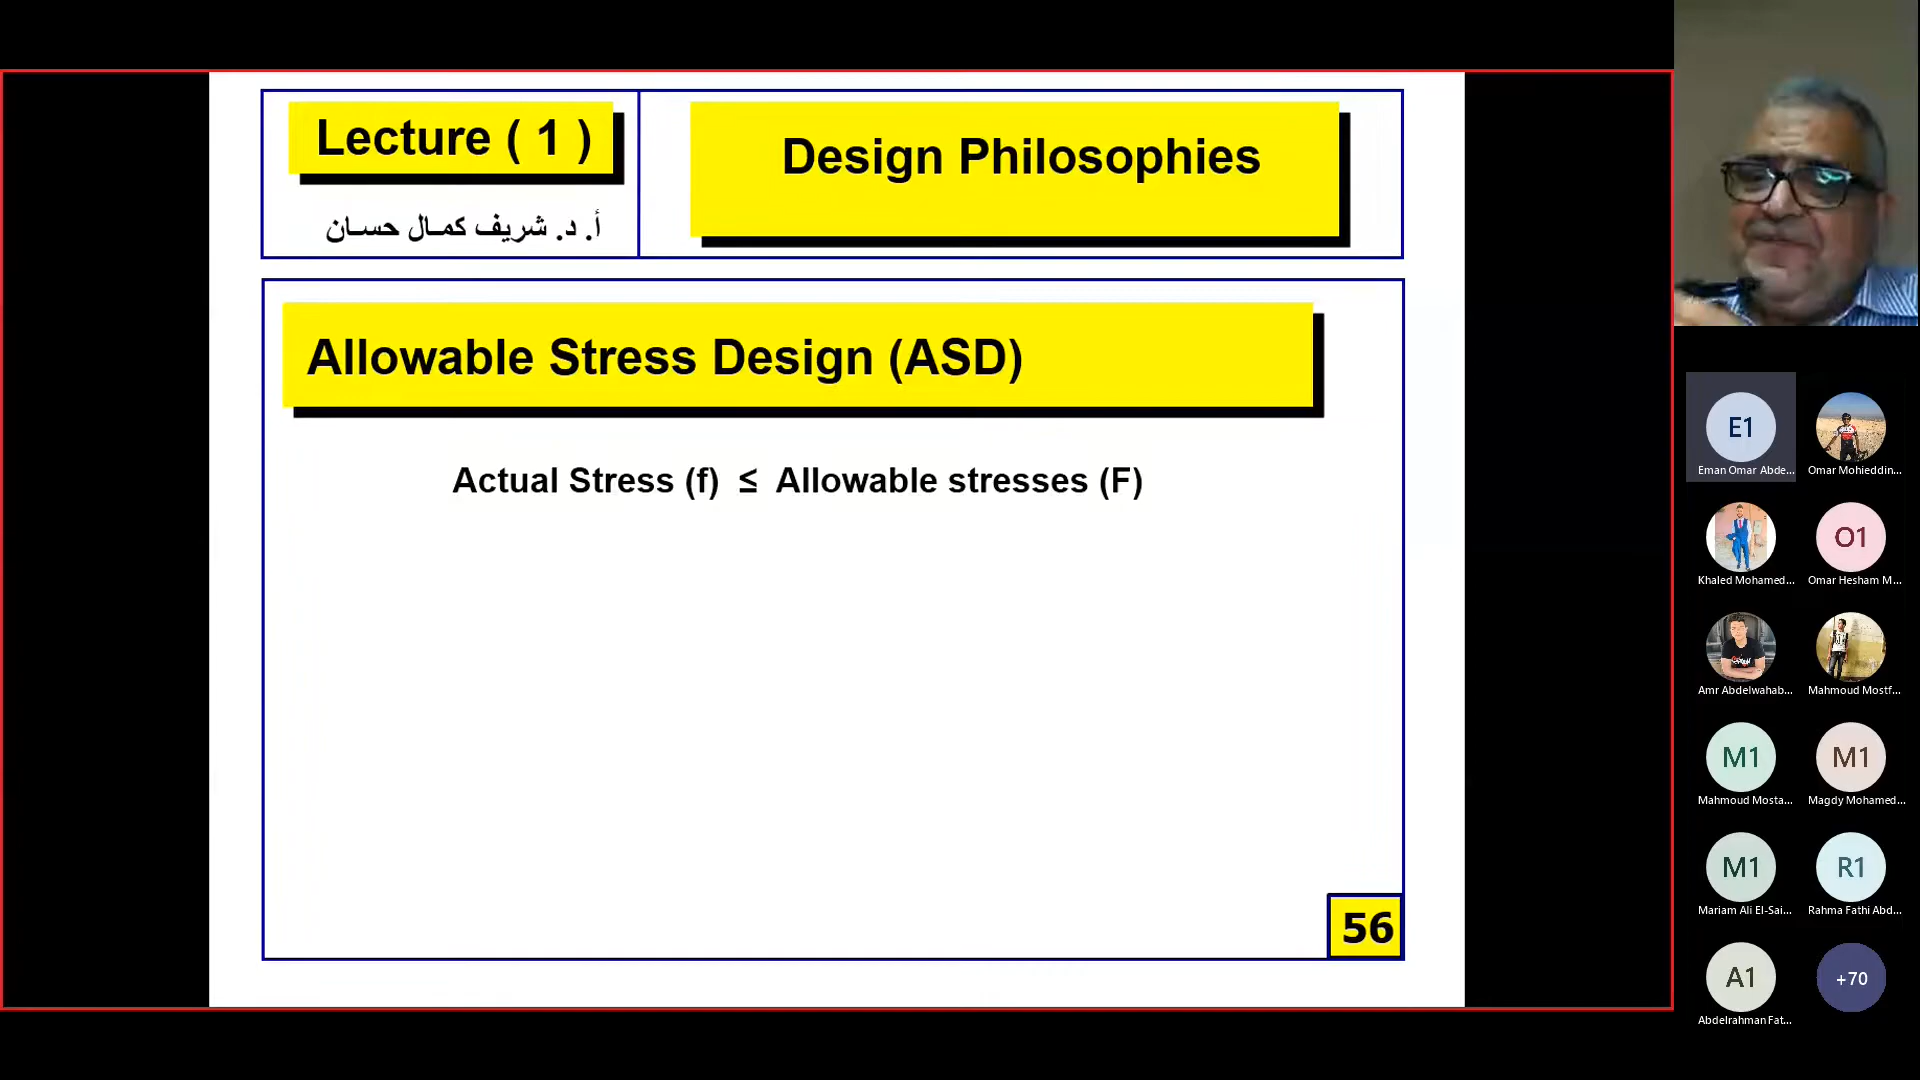 Lecture ( 1 )
أ. د. شريف كمـال حسـان
Design Philosophies
Allowable Stress Design (ASD)
Actual Stress (f) ≤ Allowable stresses (F)
56
E1
Eman Omar Abde...
Omar Mohieddin...
Khaled Mohamed...
O1
Omar Hesham M...
Amr Abdelwahab...
Mahmoud Mostf...
M1
Mahmoud Mosta...
M1
Magdy Mohamed...
M1
Mariam Ali El-Sai...
R1
Rahma Fathi Abd...
A1
Abdelrahman Fat...
+70